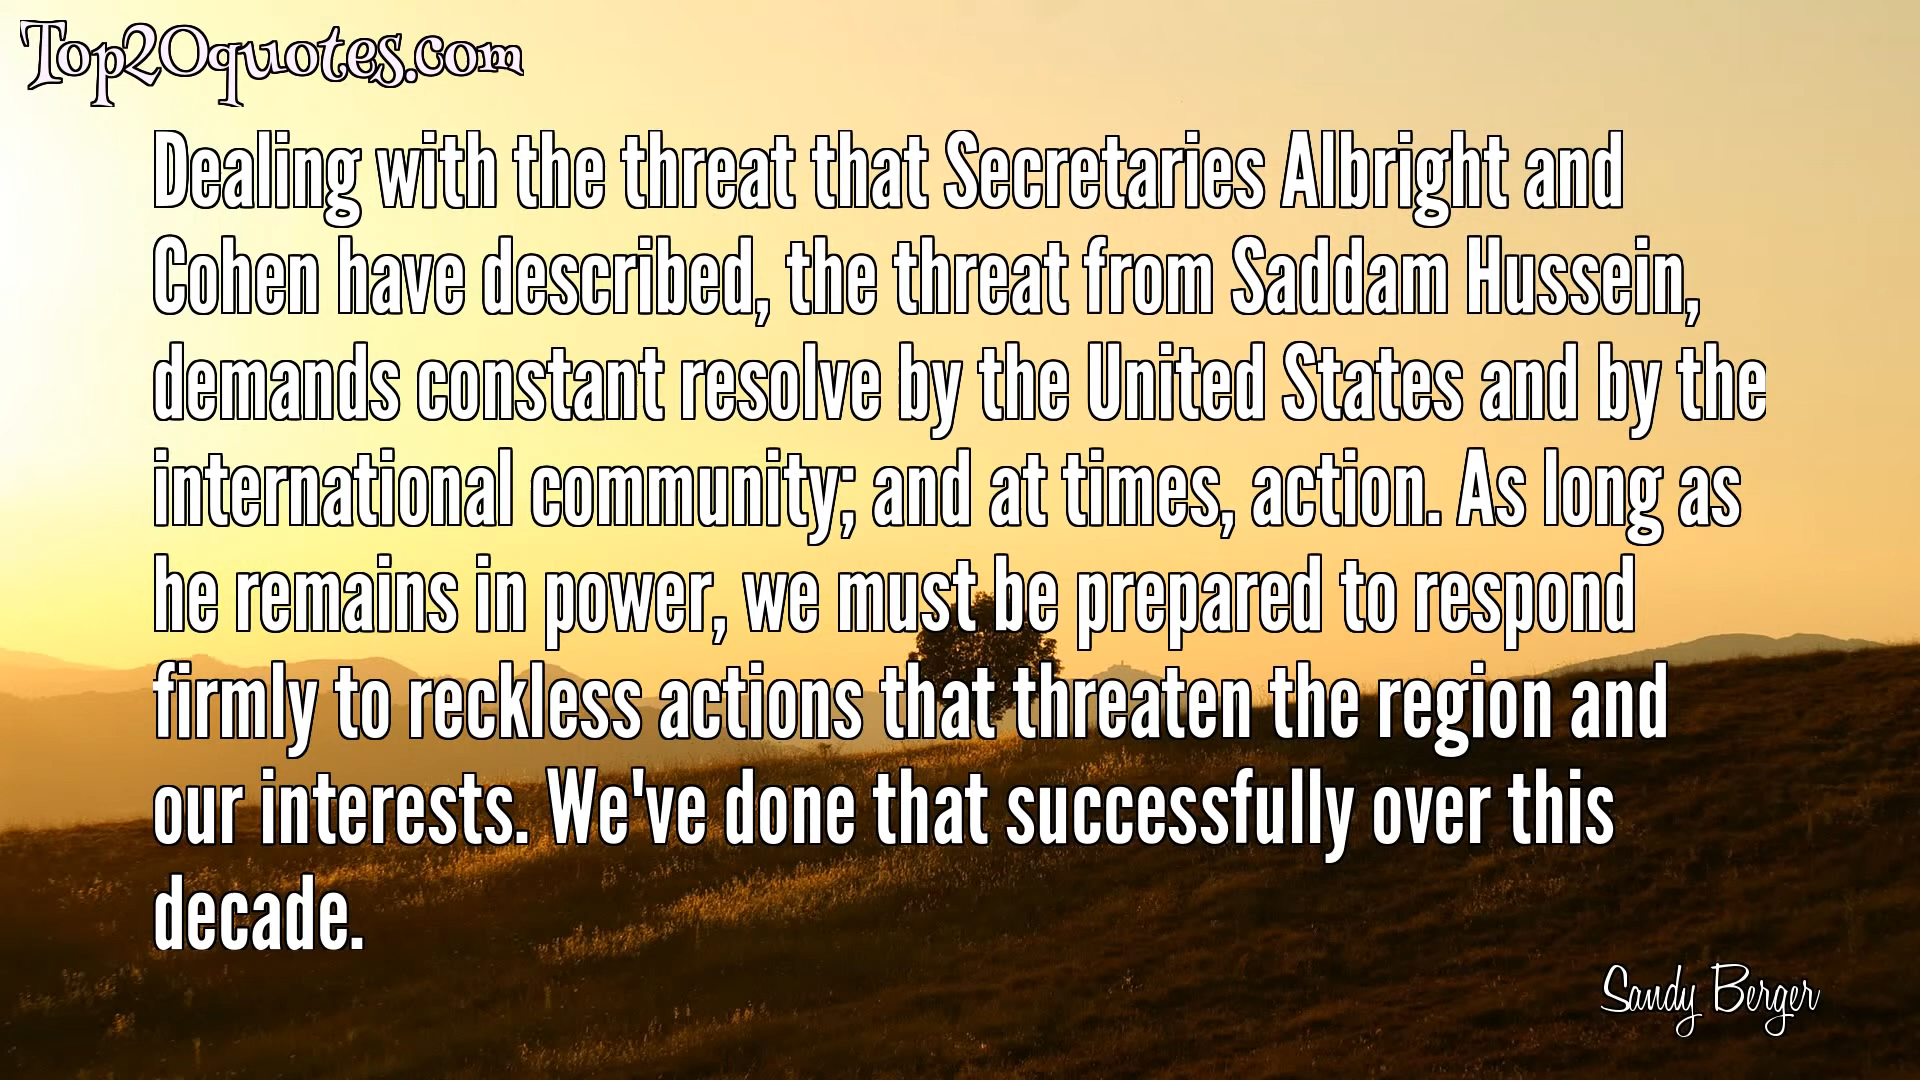 Top20quotes.com
Dealing with the threat that Secretaries Albright and
Cohen have described, the threat from Saddam Hussein,
demands constant resolve by the United States and by the
international community; and at times, action. As long as
he remains in power, we must be prepared to respond
firmly to reckless actions that threaten the region and
our interests. We've done that successfully over this
decade.
Sandy Berger